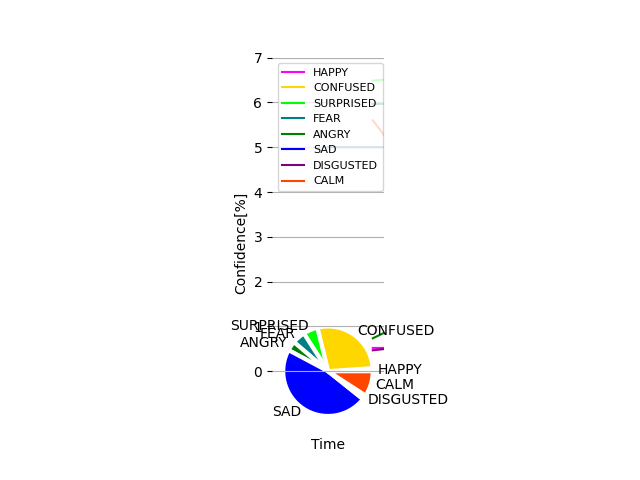 7
6
5
4
3
2
1
0
Confidence[%]
HAPPY
CONFUSED
SURPRISED
FEAR
ANGRY
SAD
DISGUSTED
CALM
SURPRISED
FEAR
ANGRY
CONFUSED
HAPPY
CALM
DISGUSTED
SAD
Time